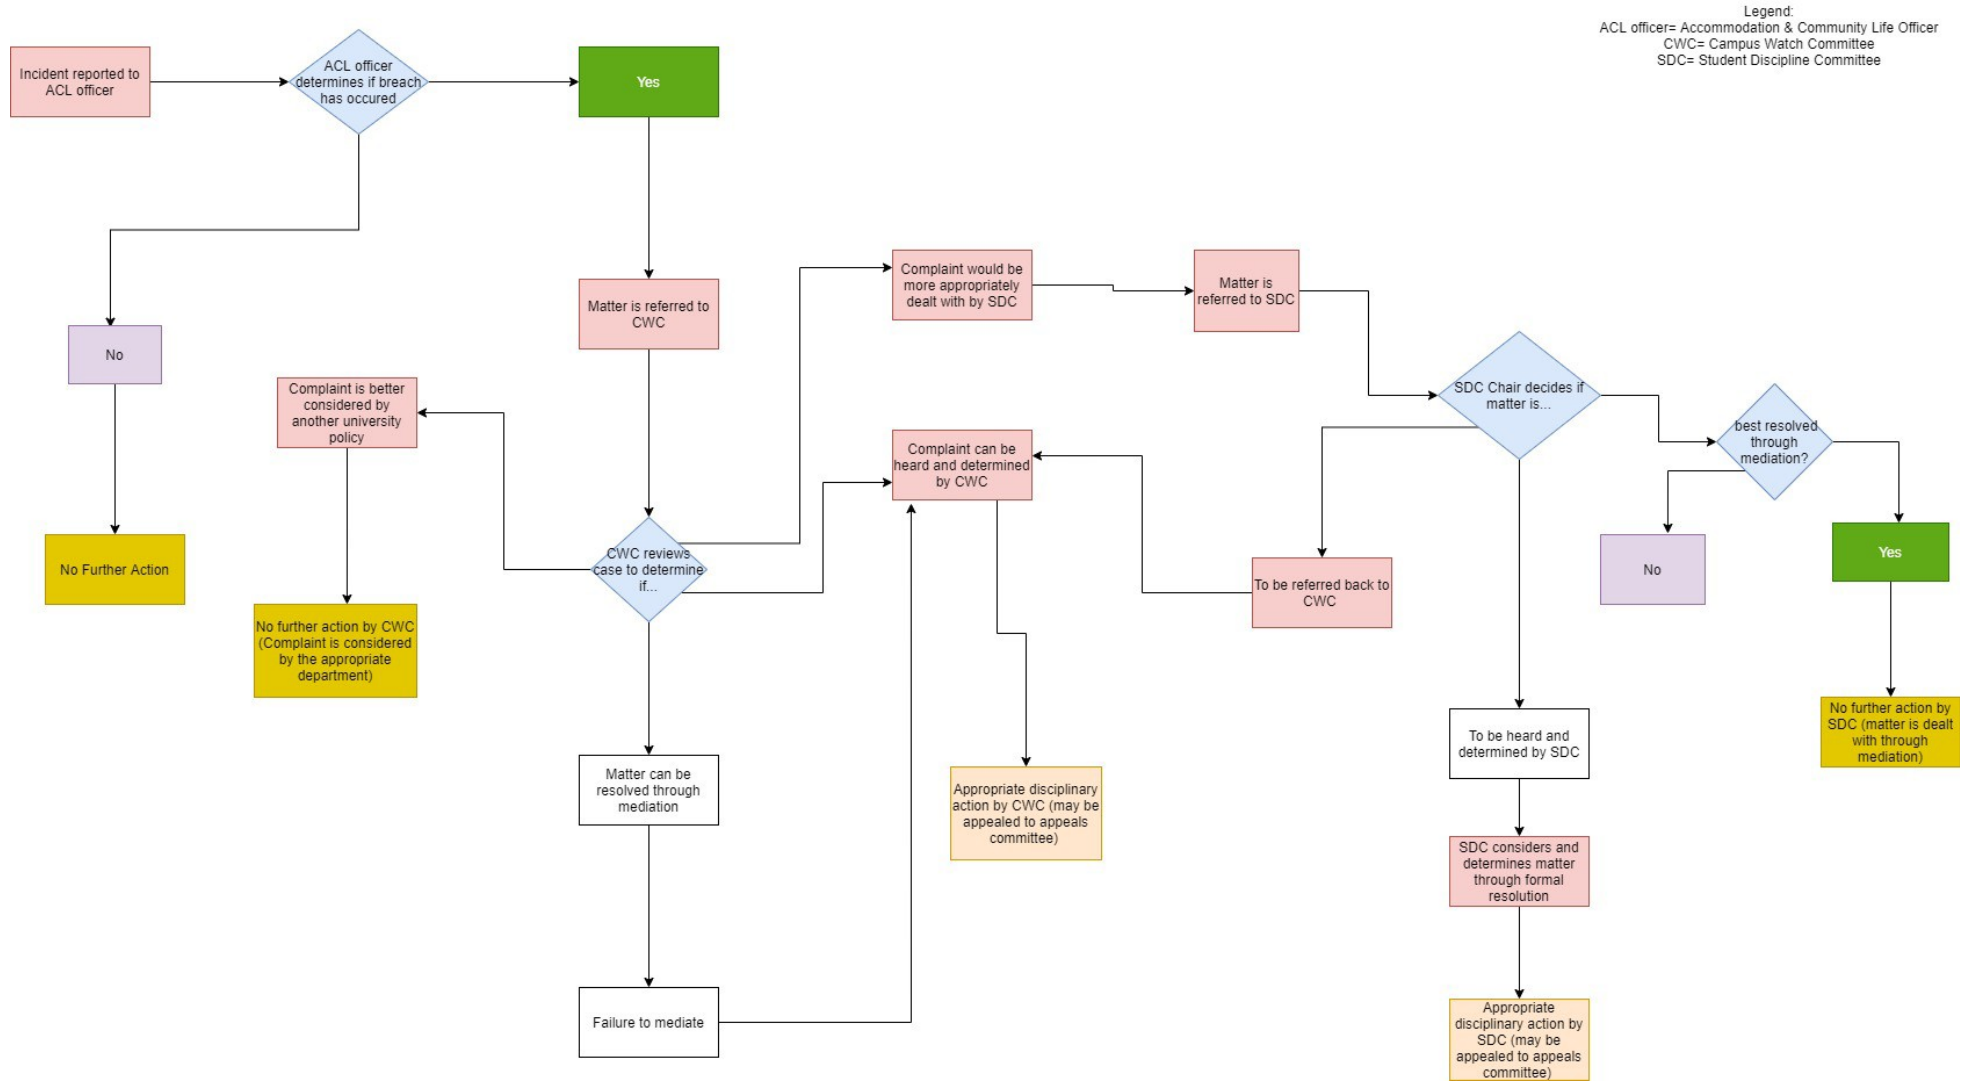 Legend:
ACL officer= Accommodation & Community Life Officer
CWC= Campus Watch Committee
SDC= Student Discipline Committee
Incident reported to
ACL officer
ACL officer
determines if breach
has occured
Yes
No
No Further Action
Matter is referred to
CWC
Complaint is better
considered by
another university
policy
No further action by CWC
(Complaint is considered
by the appropriate
department)
CWC reviews
case to determine
if...
Matter can be
resolved through
mediation
Failure to mediate
Complaint would be
more appropriately
dealt with by SDC
Matter is
referred to SDC
Complaint can be
heard and determined
by CWC
Appropriate disciplinary
action by CWC (may be
appealed to appeals
committee)
To be referred back to
CWC
SDC Chair decides if
matter is...
best resolved
through
mediation?
No
Yes
No further action by
SDC (matter is dealt
with through
mediation)
To be heard and
determined by SDC
SDC considers and
determines matter
through formal
resolution
Appropriate
disciplinary action by
SDC (may be
appealed to appeals
committee)